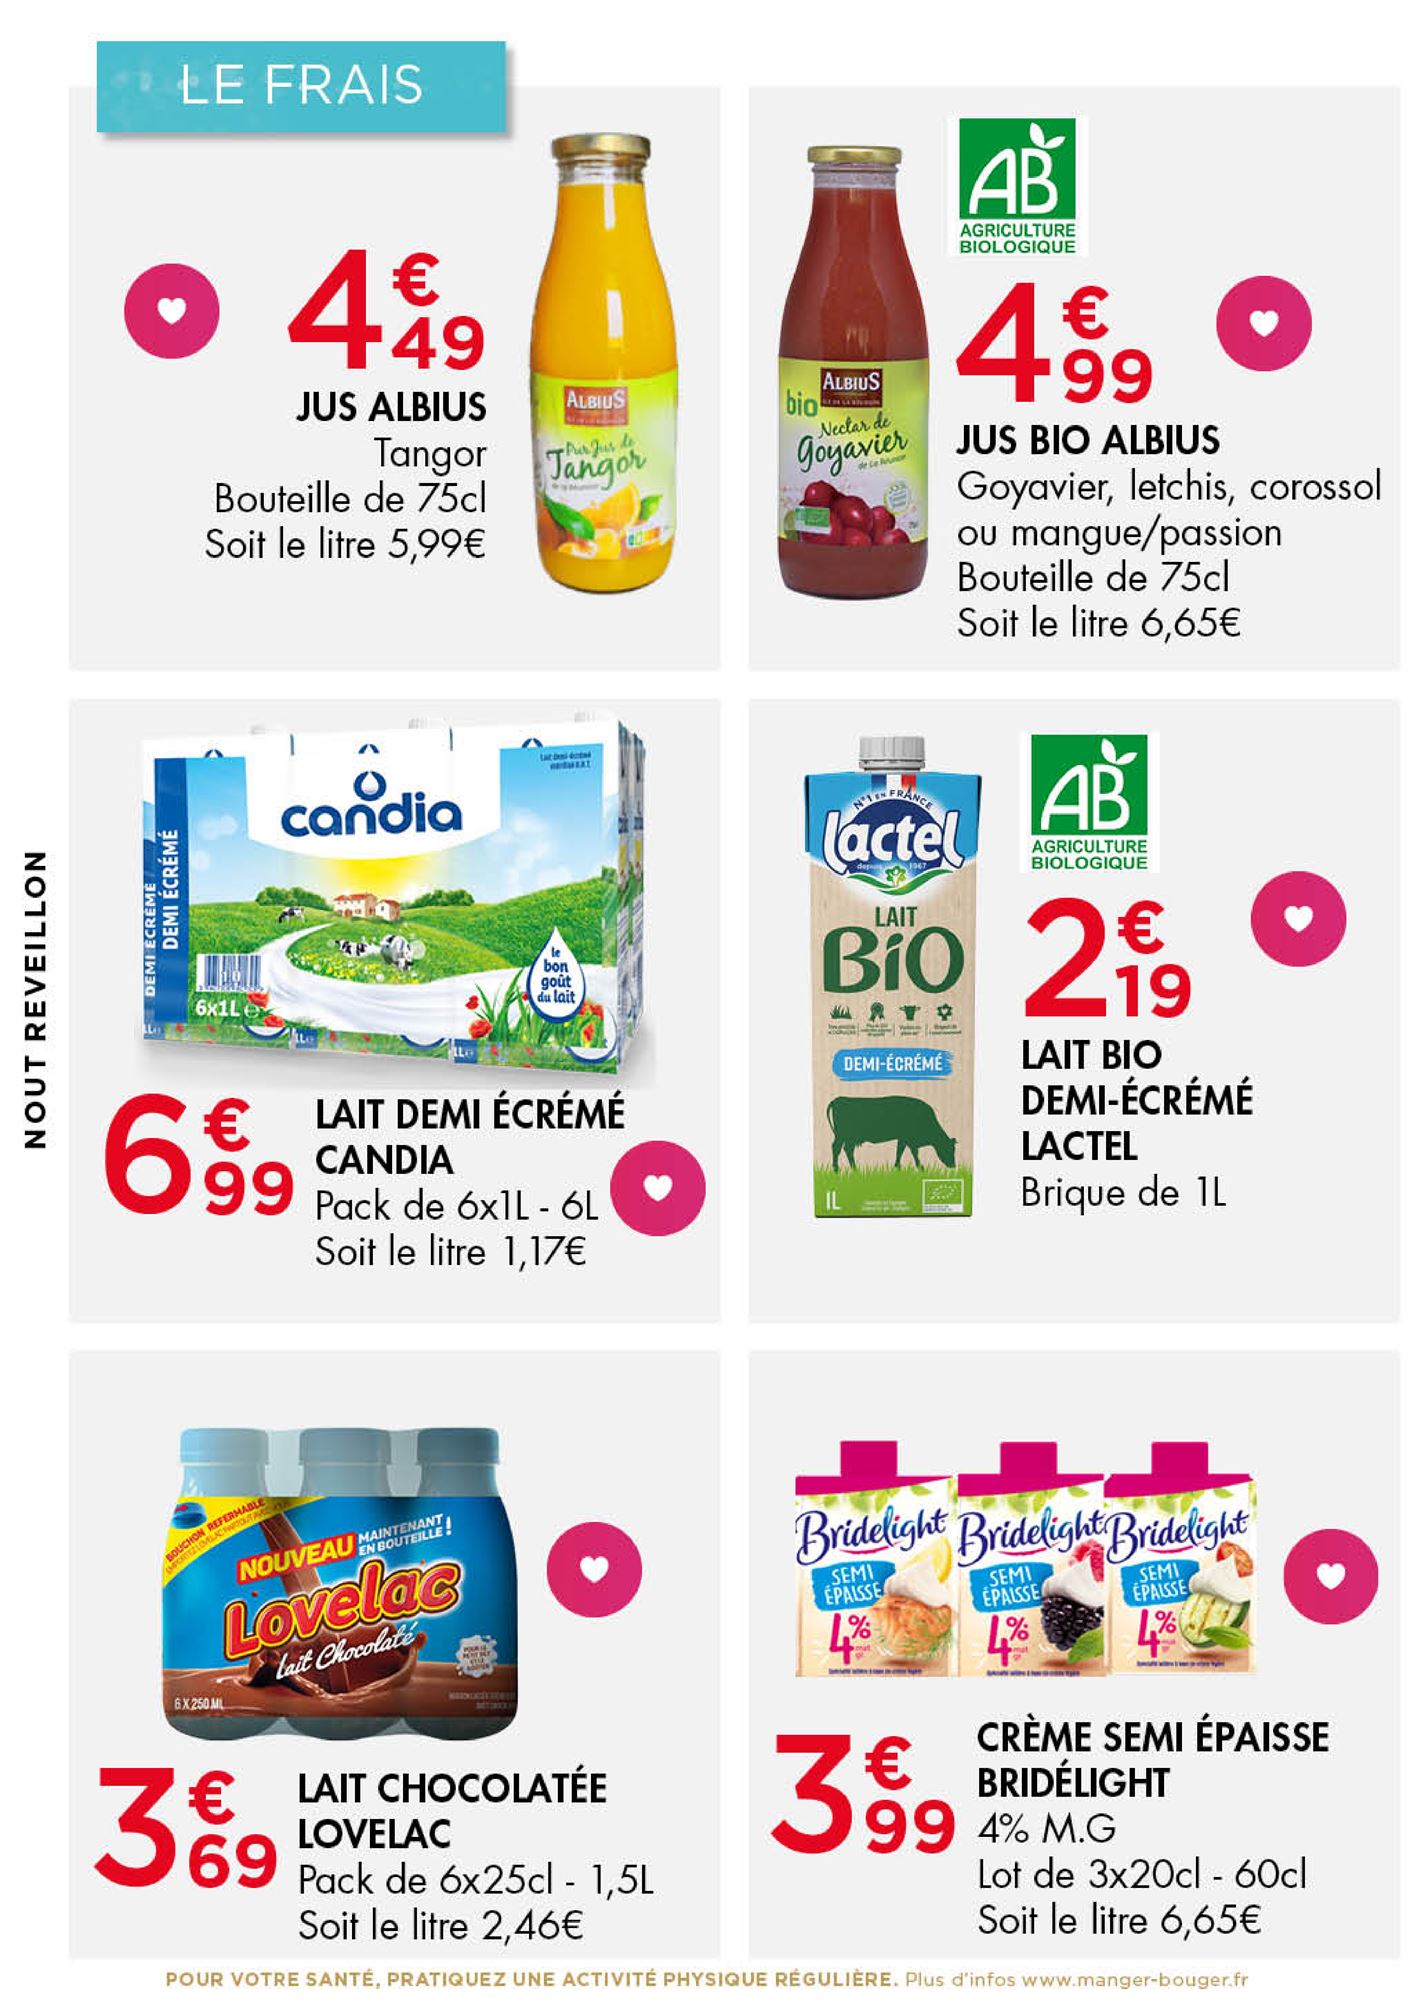 LE FRAIS
4€49
JUS ALBIUS
Tangor
Bouteille de 75cl
Soit le litre 5,99€
ALBIUS
Pur Jus de
Tangor
AB
AGRICULTURE
BIOLOGIQUE
4€99
JUS BIO ALBIUS
Goyavier, letchis, corossol
ou mangue/passion
Bouteille de 75cl
Soit le litre 6,65€
bio
ALBIUS
Nectar de
Goyavier
de La Réunion
NOUT REVEILLON
candia
DEMI ÉCRÉMÉ
DEMI ÉCRÉMÉ
6x1L
le
bon
goût
du lait
6€99
LAIT DEMI ÉCRÉMÉ
CANDIA
Pack de 6x1L - 6L
Soit le litre 1,17€
N°1 EN FRANCE
lactel
depuis 1967
LAIT
BiO
DEMI-ÉCRÉMÉ
1L
AB
AGRICULTURE
BIOLOGIQUE
2€19
LAIT BIO
DEMI-ÉCRÉMÉ
LACTEL
Brique de 1L
BOUCHON REFERMABLE
NOUVEAU MAINTENANT
EN BOUTEILLE !
Lovelac
lait Chocolaté
6 X 250 ML
3€69
LAIT CHOCOLATÉE
LOVELAC
Pack de 6x25cl - 1,5L
Soit le litre 2,46€
Bridelight Bridelight Bridelight
SEMI SEMI SEMI
ÉPAISSE ÉPAISSE ÉPAISSE
4% 4% 4%
3€99
CRÈME SEMI ÉPAISSE
BRIDÉLIGHT
4% M.G
Lot de 3x20cl - 60cl
Soit le litre 6,65€
POUR VOTRE SANTÉ, PRATIQUEZ UNE ACTIVITÉ PHYSIQUE RÉGULIÈRE. Plus d'infos www.manger-bouger.fr